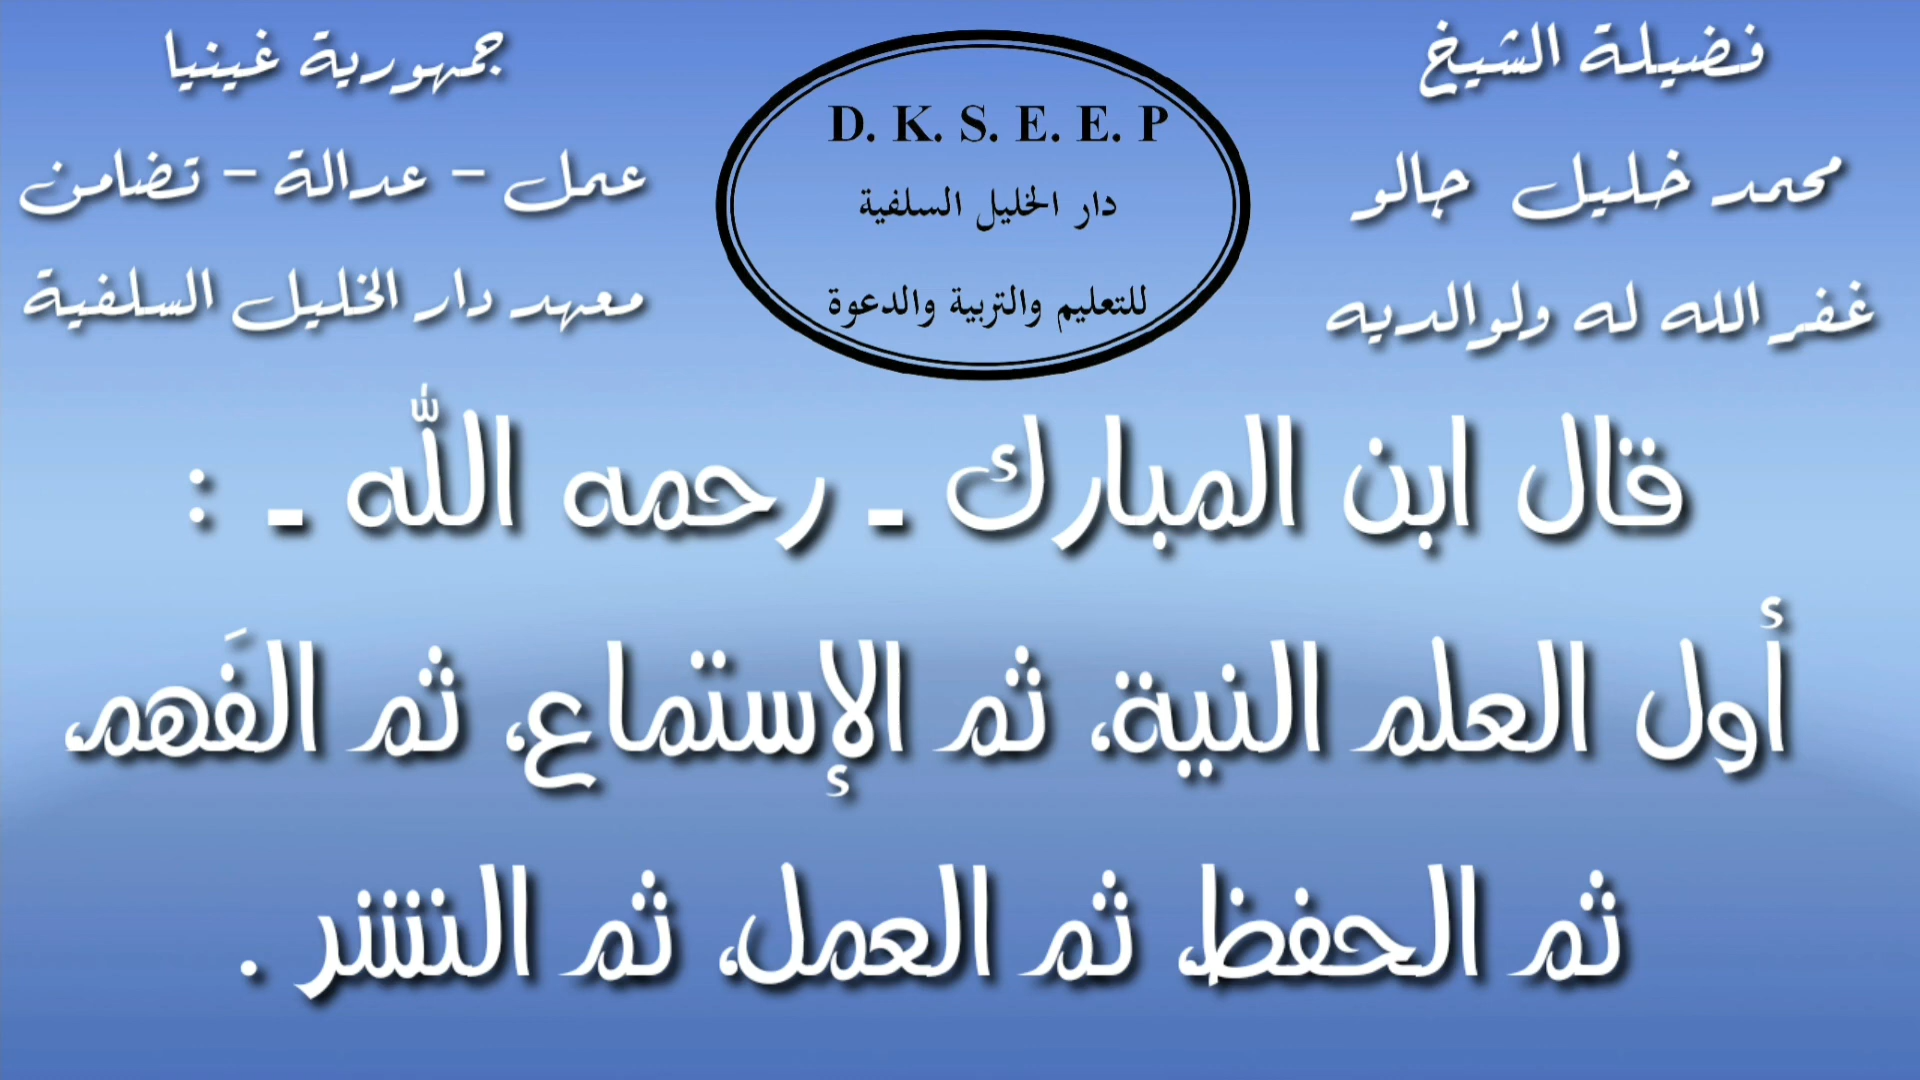 فضيلة الشيخ
محمد خليل جالو
غفر الله له ولوالديه
D. K. S. E. E. P
دار الخليل السلفية
للتعليم والتربية والدعوة
جمهورية غينيا
عمل - عدالة - تضامن
معهد دار الخليل السلفية
قال ابن المبارك ـ رحمه الله ـ :
أول العلم النية، ثم الإستماع، ثم الفَهم،
ثم الحفظ، ثم العمل، ثم النشر .